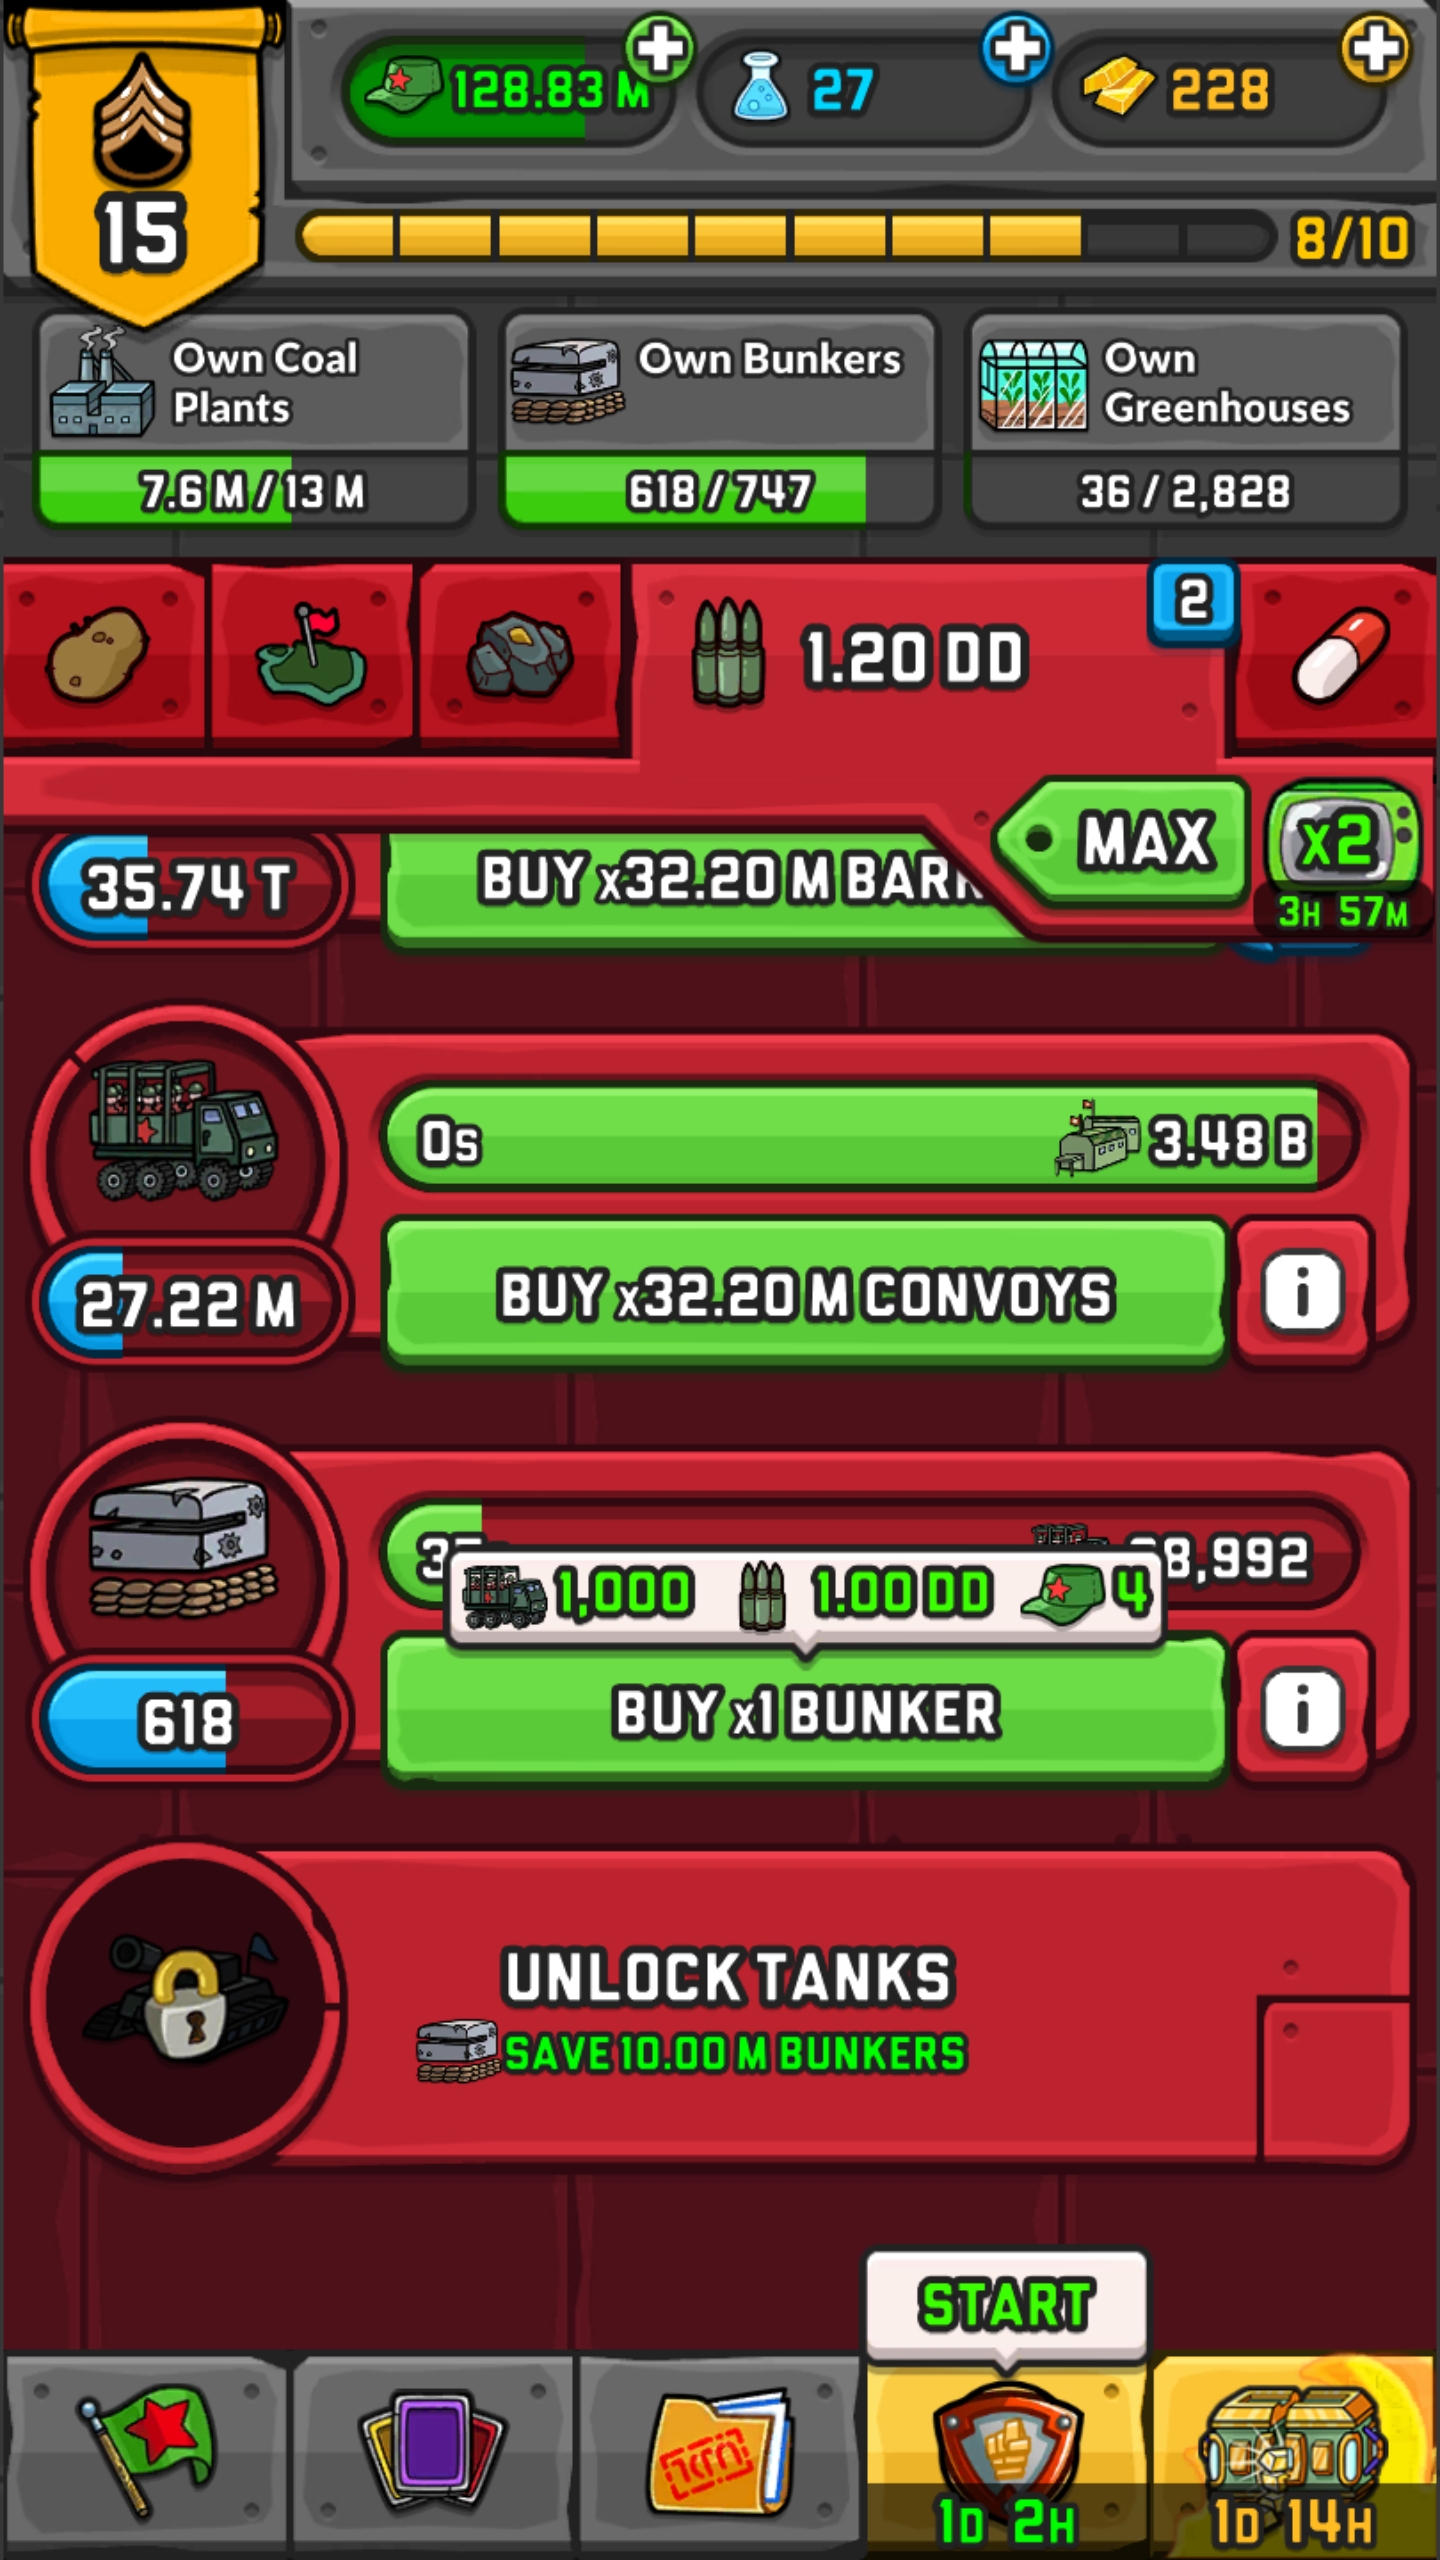 15
128.83 M
27
228
8/10
Own Coal
Plants
7.6 M / 13 M
Own Bunkers
618 / 747
Own
Greenhouses
36 / 2,828
1.20 DD
2
MAX
x2
3H 57M
35.74 T
BUY x32.20 M
0s
3.48 B
27.22 M
BUY x32.20 M CONVOYS
8,992
1,000
1.00 DD
4
618
BUY x1 BUNKER
UNLOCK TANKS
SAVE 10.00 M BUNKERS
START
1D 2H
1D 14H